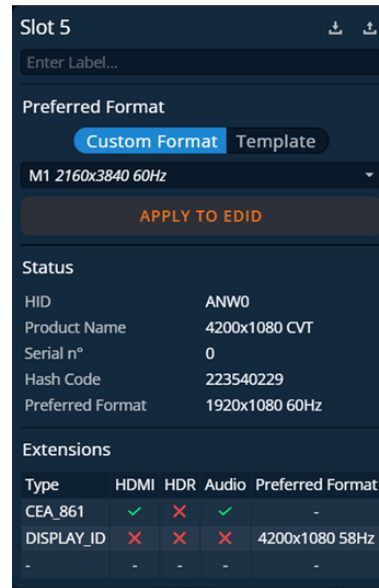 Slot 5
Enter Label...
Preferred Format
Custom Format Template
M1 2160x3840 60Hz
APPLY TO EDID
Status
HID ANW0
Product Name 4200x1080 CVT
Serial n° 0
Hash Code 223540229
Preferred Format 1920x1080 60Hz
Extensions
Type HDMI HDR Audio Preferred Format
CEA_861 ✓ ✕ ✓ -
DISPLAY_ID ✕ ✕ ✕ 4200x1080 58Hz
- - - - -